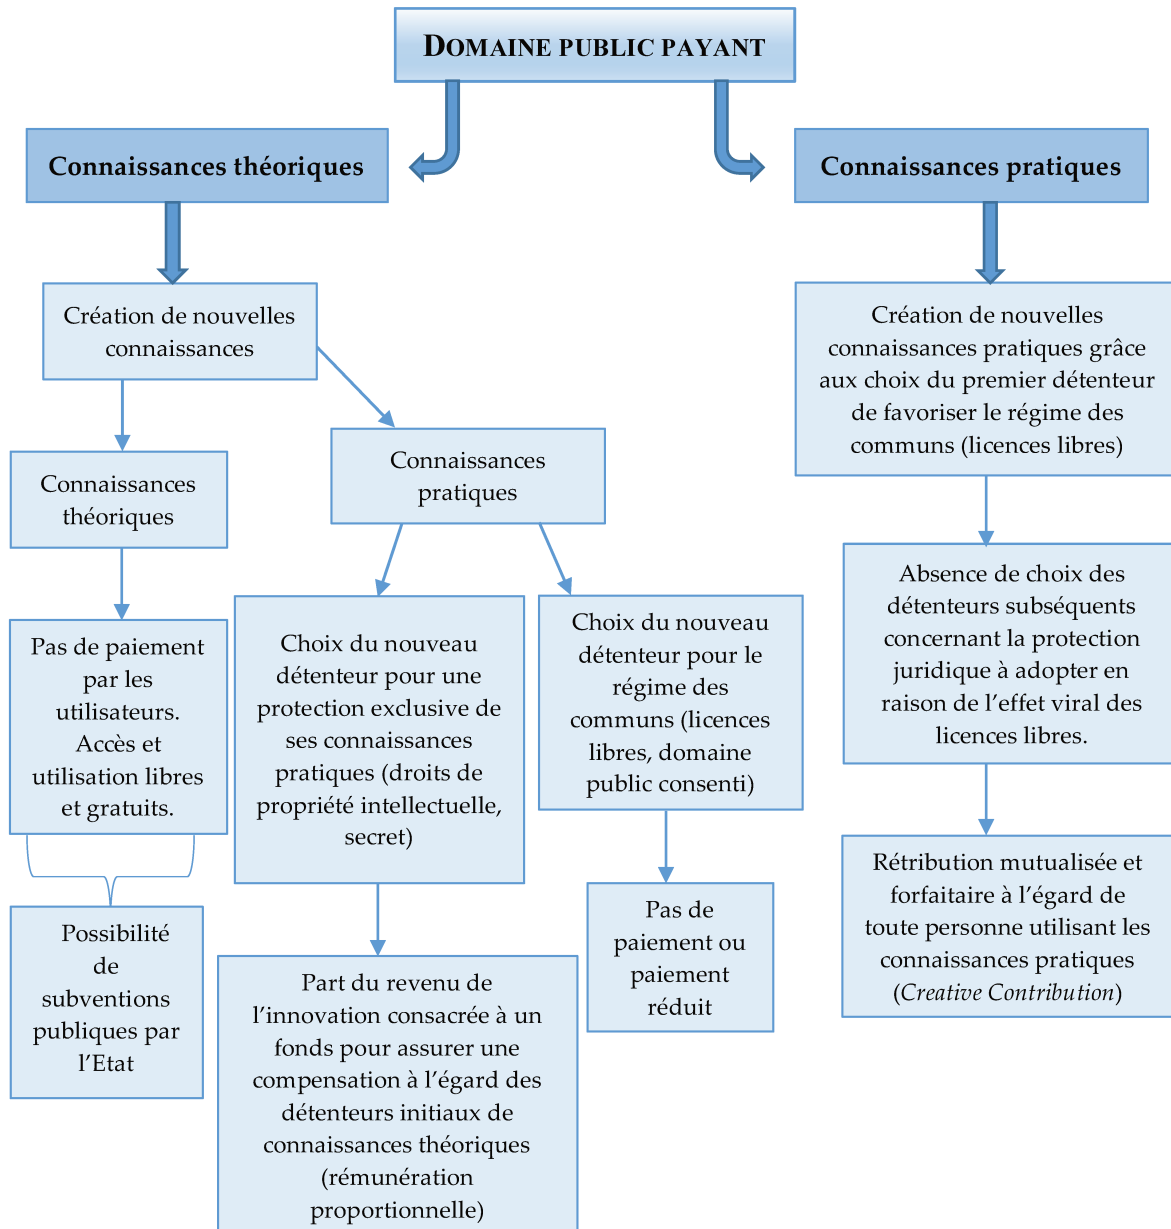 DOMAINE PUBLIC PAYANT
Connaissances théoriques
Connaissances pratiques
Création de nouvelles
connaissances
Connaissances
théoriques
Pas de paiement
par les
utilisateurs.
Accès et
utilisation libres
et gratuits.
Possibilité
de
subventions
publiques par
l’Etat
Connaissances
pratiques
Choix du nouveau
détenteur pour une
protection exclusive de
ses connaissances
pratiques (droits de
propriété intellectuelle,
secret)
Part du revenu de
l’innovation consacrée à un
fonds pour assurer une
compensation à l’égard des
détenteurs initiaux de
connaissances théoriques
(rémunération
proportionnelle)
Choix du nouveau
détenteur pour le
régime des
communs (licences
libres, domaine
public consenti)
Pas de
paiement ou
paiement
réduit
Création de nouvelles
connaissances pratiques grâce
aux choix du premier détenteur
de favoriser le régime des
communs (licences libres)
Absence de choix des
détenteurs subséquents
concernant la protection
juridique à adopter en
raison de l’effet viral des
licences libres.
Rétribution mutualisée et
forfaitaire à l’égard de
toute personne utilisant les
connaissances pratiques
(Creative Contribution)